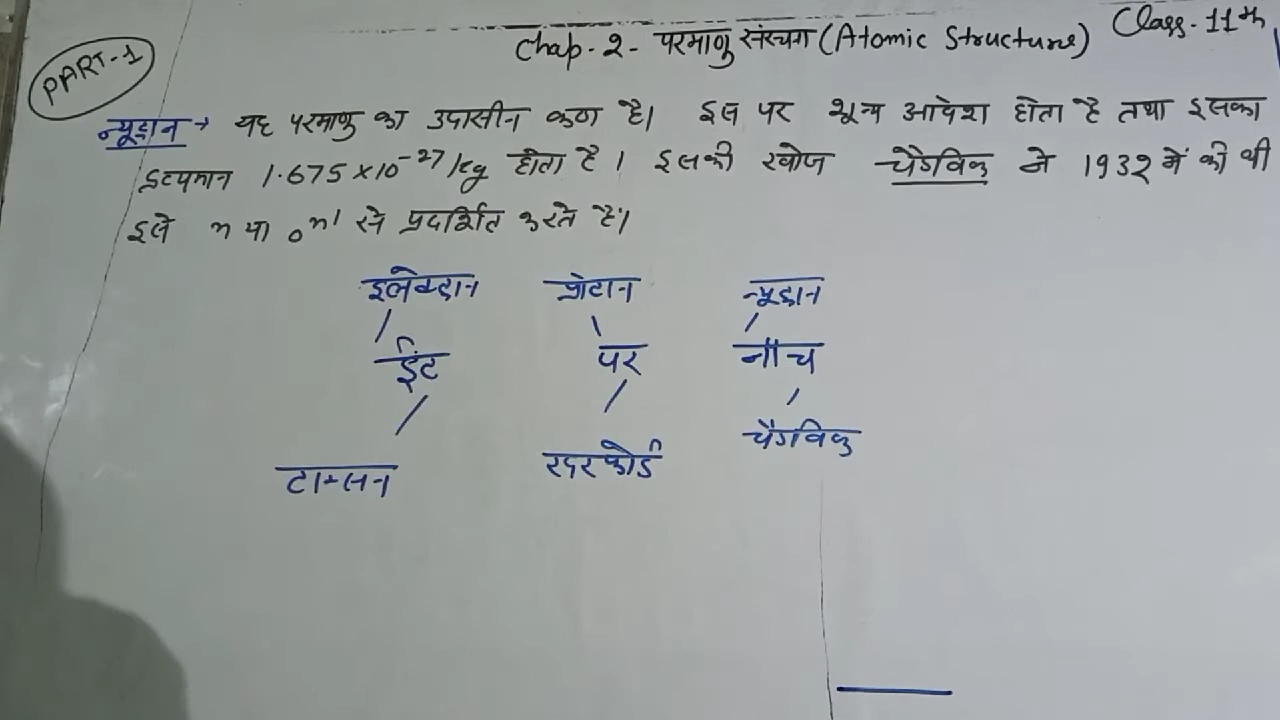 PART-1
Chap-2- परमाणु संरचना (Atomic Structure) Class-11th
न्यूट्रान → यह परमाणु का उदासीन कण है। इस पर शून्य आवेश होता है तथा इसका
द्रव्यमान 1.675×10⁻²⁷/kg होता है। इसकी खोज चैडविक ने 1932 में की थी
इसे n या ₀n¹ से प्रदर्शित करते है।
इलेक्ट्रान प्रोटान न्यूट्रान
ईंट पर नाच
टामसन रदरफोर्ड चैडविक